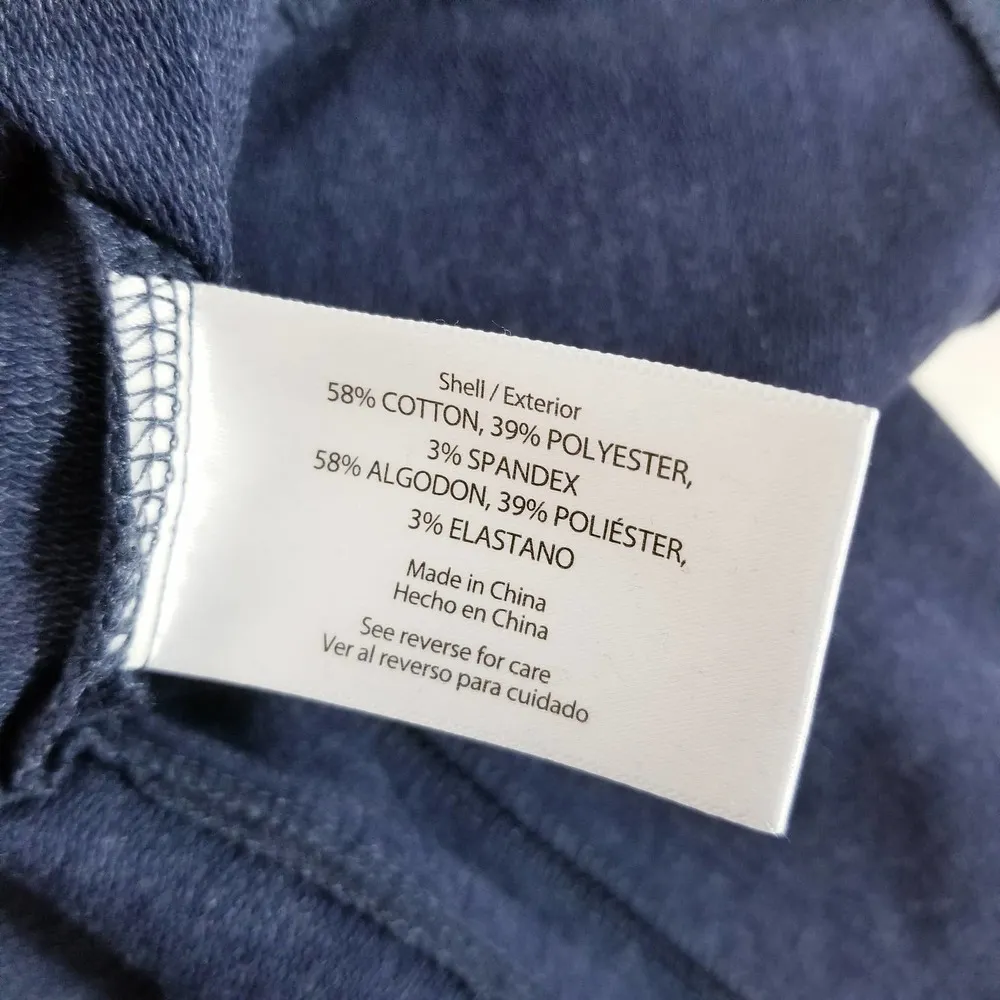 Shell / Exterior
58% COTTON, 39% POLYESTER,
3% SPANDEX
58% ALGODON, 39% POLIÉSTER,
3% ELASTANO
Made in China
Hecho en China
See reverse for care
Ver al reverso para cuidado